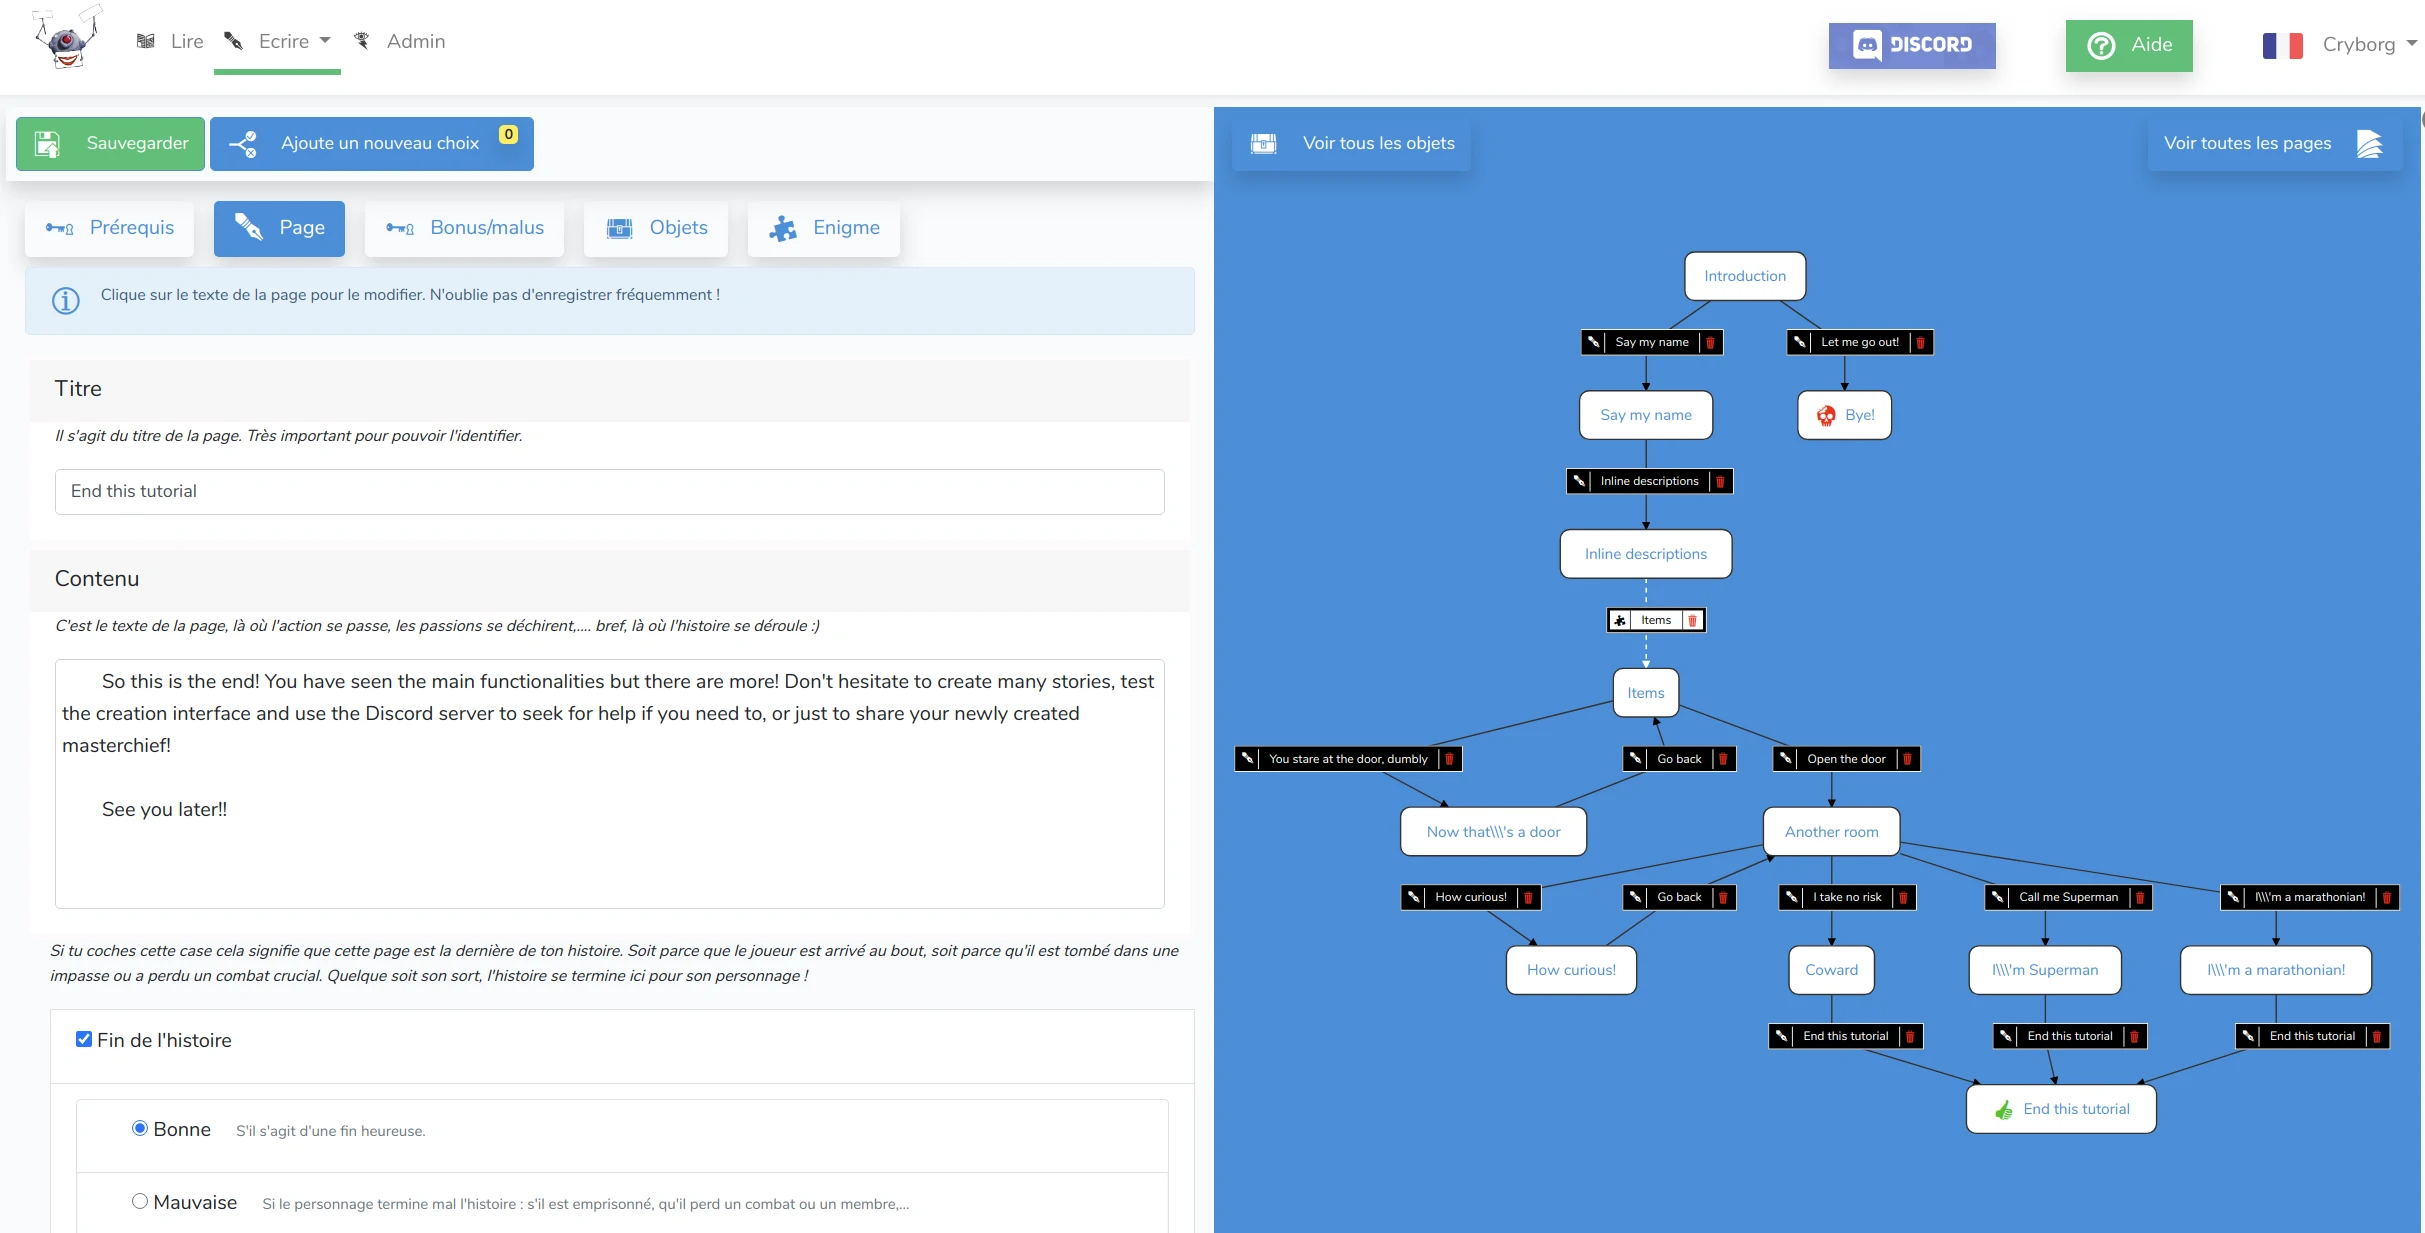 Lire
Ecrire
Admin
DISCORD
Aide
Cryborg
Sauvegarder
Ajoute un nouveau choix
0
Voir tous les objets
Voir toutes les pages
Prérequis
Page
Bonus/malus
Objets
Enigme
Clique sur le texte de la page pour le modifier. N'oublie pas d'enregistrer fréquemment !
Titre
Il s'agit du titre de la page. Très important pour pouvoir l'identifier.
End this tutorial
Contenu
C'est le texte de la page, là où l'action se passe, les passions se déchirent,.... bref, là où l'histoire se déroule :)
So this is the end! You have seen the main functionalities but there are more! Don't hesitate to create many stories, test
the creation interface and use the Discord server to seek for help if you need to, or just to share your newly created
masterchief!
See you later!!
Si tu coches cette case cela signifie que cette page est la dernière de ton histoire. Soit parce que le joueur est arrivé au bout, soit parce qu'il est tombé dans une
impasse ou a perdu un combat crucial. Quelque soit son sort, l'histoire se termine ici pour son personnage !
Fin de l'histoire
Bonne S'il s'agit d'une fin heureuse.
Mauvaise Si le personnage termine mal l'histoire : s'il est emprisonné, qu'il perd un combat ou un membre,...
Introduction
Say my name
Let me go out!
Say my name
Bye!
Inline descriptions
Inline descriptions
Items
Items
You stare at the door, dumbly
Go back
Open the door
Now that\\\'s a door
Another room
How curious!
Go back
I take no risk
Call me Superman
I\\\'m a marathonian!
How curious!
Coward
I\\\'m Superman
I\\\'m a marathonian!
End this tutorial
End this tutorial
End this tutorial
End this tutorial